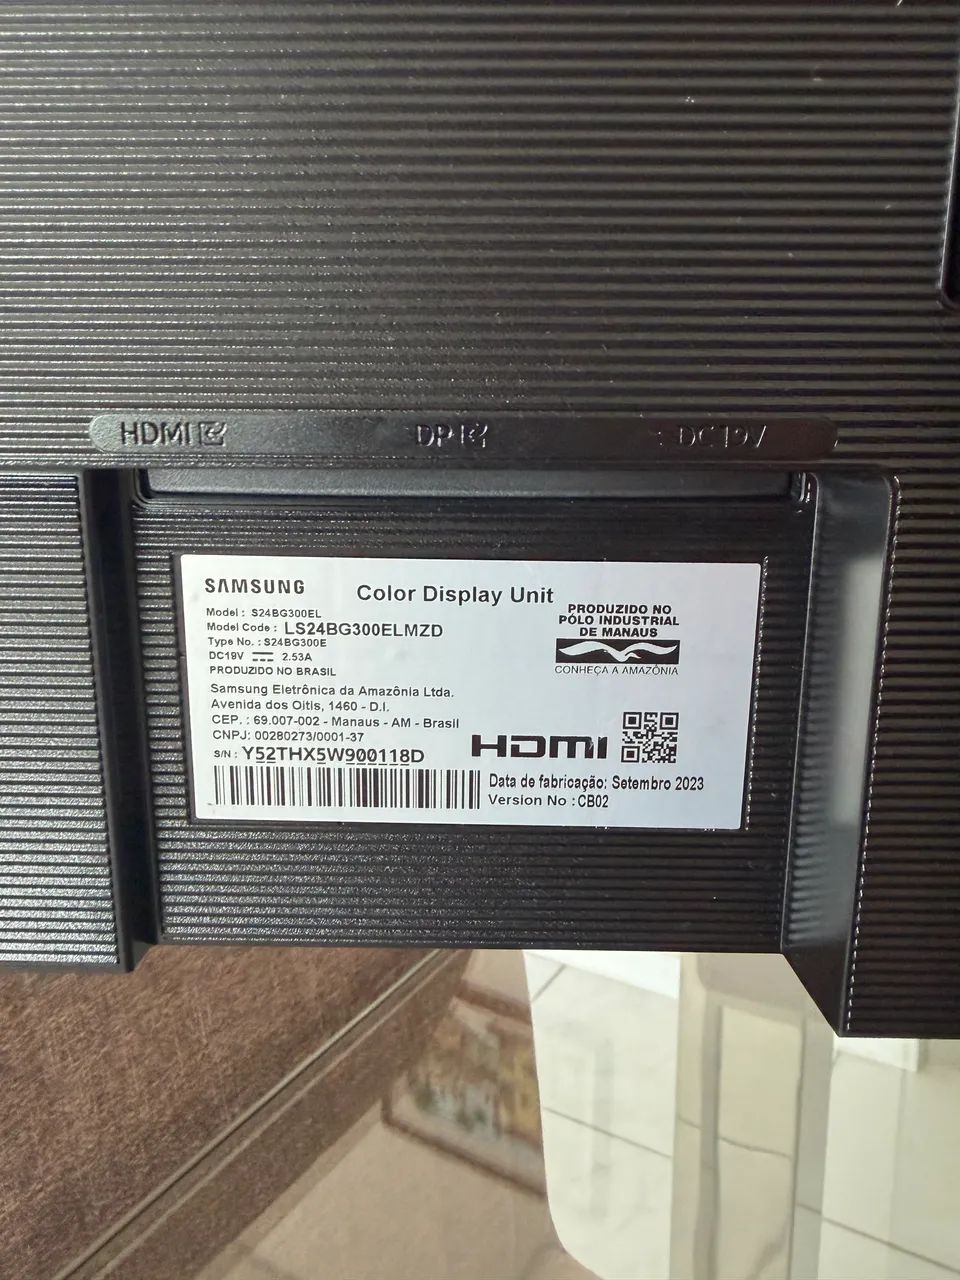 HDMI DP DC 19V
SAMSUNG
Color Display Unit
Model : S24BG300EL
Model Code : LS24BG300ELMZD
Type No. : S24BG300E
DC19V 2.53A
PRODUZIDO NO BRASIL
Samsung Eletrônica da Amazônia Ltda.
Avenida dos Oitis, 1460 - D.I.
CEP. : 69.007-002 - Manaus - AM - Brasil
CNPJ: 00280273/0001-37
S/N : Y52THX5W900118D
PRODUZIDO NO
PÓLO INDUSTRIAL
DE MANAUS
CONHEÇA A AMAZÔNIA
HDMI
Data de fabricação: Setembro 2023
Version No : CB02